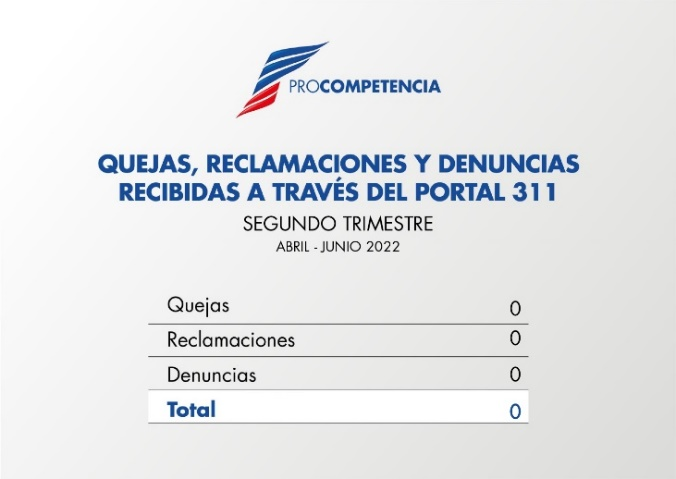 PROCOMPETENCIA
QUEJAS, RECLAMACIONES Y DENUNCIAS
RECIBIDAS A TRAVÉS DEL PORTAL 311
SEGUNDO TRIMESTRE
ABRIL - JUNIO 2022
Quejas 0
Reclamaciones 0
Denuncias 0
Total 0